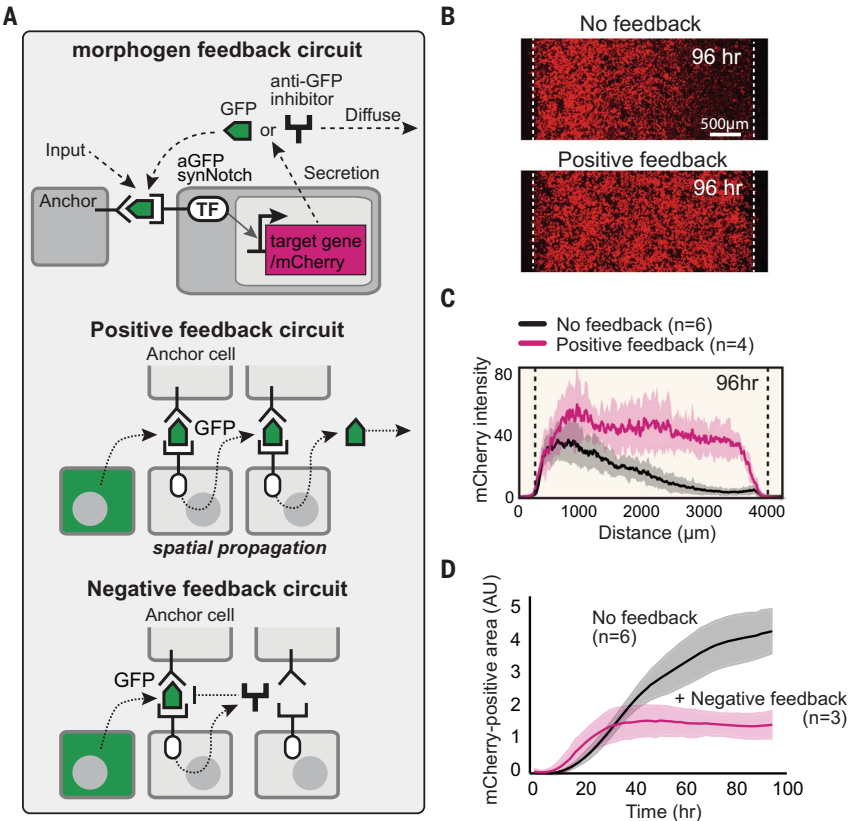 A
morphogen feedback circuit
anti-GFP
inhibitor
GFP
or
Diffuse
Input
aGFP
synNotch
Secretion
Anchor
TF
target gene
/mCherry
Positive feedback circuit
Anchor cell
GFP
spatial propagation
Negative feedback circuit
Anchor cell
GFP
B
No feedback
96 hr
500µm
Positive feedback
96 hr
C
No feedback (n=6)
Positive feedback (n=4)
mCherry intensity
80
40
0
96hr
0 1000 2000 3000 4000
Distance (µm)
D
mCherry-positive area (AU)
5
4
3
2
1
0
No feedback
(n=6)
+ Negative feedback
(n=3)
0 20 40 60 80 100
Time (hr)